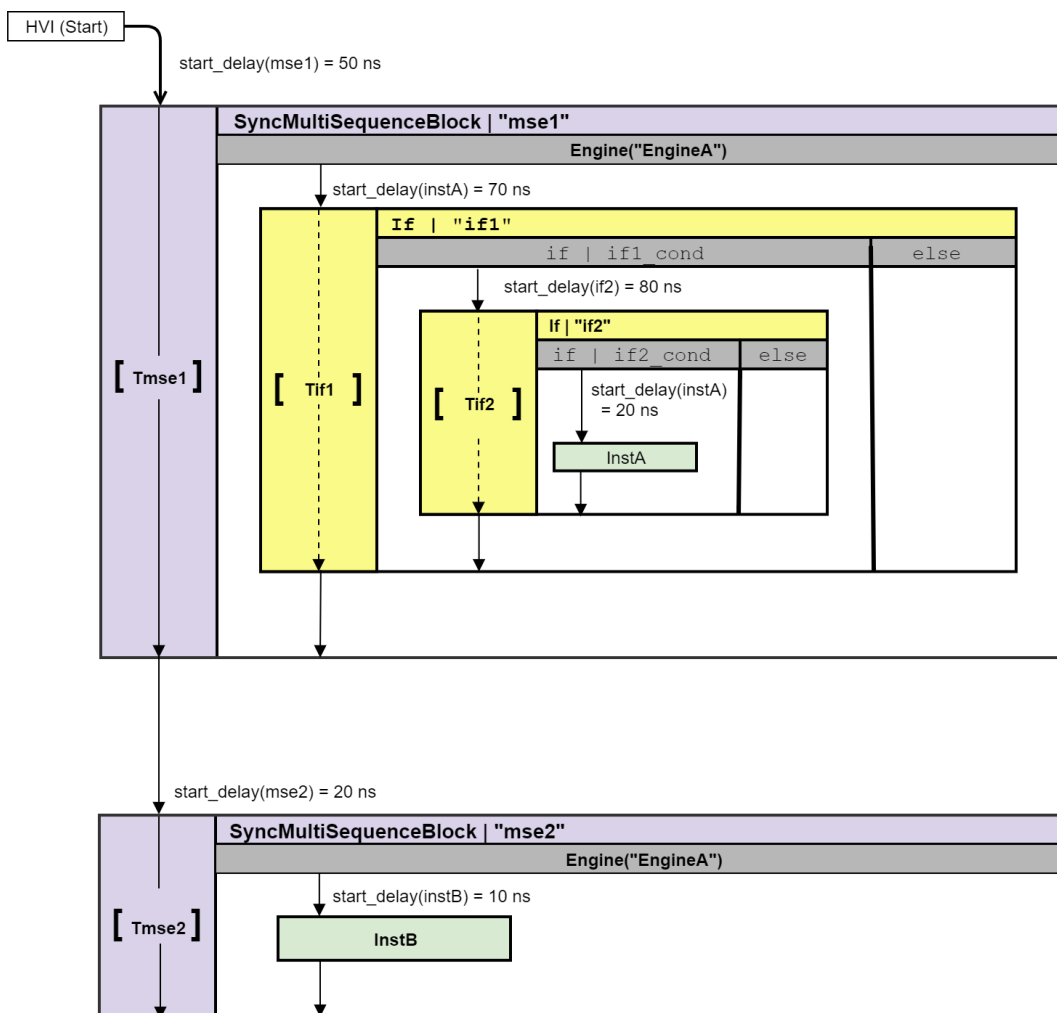 HVI (Start)
start_delay(mse1) = 50 ns
SyncMultiSequenceBlock | "mse1"
Engine("EngineA")
start_delay(instA) = 70 ns
If | "if1"
if | if1_cond
else
start_delay(if2) = 80 ns
If | "if2"
if | if2_cond
else
[ Tmse1 ]
[ Tif1 ]
[ Tif2 ]
start_delay(instA)
= 20 ns
InstA
start_delay(mse2) = 20 ns
SyncMultiSequenceBlock | "mse2"
Engine("EngineA")
start_delay(instB) = 10 ns
[ Tmse2 ]
InstB